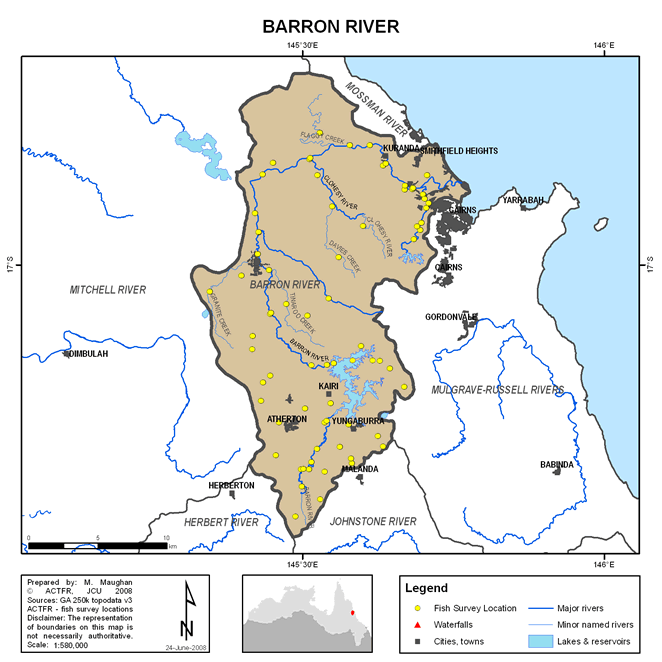 BARRON RIVER
145°30'E
146°E
MOSSMAN RIVER
FLAGGY CREEK
KURANDA
SMITHFIELD HEIGHTS
CLOHESY RIVER
YARRABAH
CAIRNS
CLOHESY RIVER
DAVIES CREEK
17°S
17°S
CAIRNS
MITCHELL RIVER
BARRON RIVER
GRANITE CREEK
TINAROO CREEK
GORDONVALE
DIMBULAH
BARRON RIVER
KAIRI
MULGRAVE-RUSSELL RIVERS
ATHERTON
YUNGABURRA
MALANDA
BABINDA
HERBERTON
BARRON RIVER
HERBERT RIVER
JOHNSTONE RIVER
0 5 10
km
145°30'E
146°E
Prepared by: M. Maughan
© ACTFR, JCU 2008
Sources: GA 250k topodata v3
ACTFR - fish survey locations
Disclaimer: The representation
of boundaries on this map is
not necessarily authoritative.
Scale: 1:580,000
N
24-June-2008
Legend
Fish Survey Location
Waterfalls
Cities, towns
Major rivers
Minor named rivers
Lakes & reservoirs